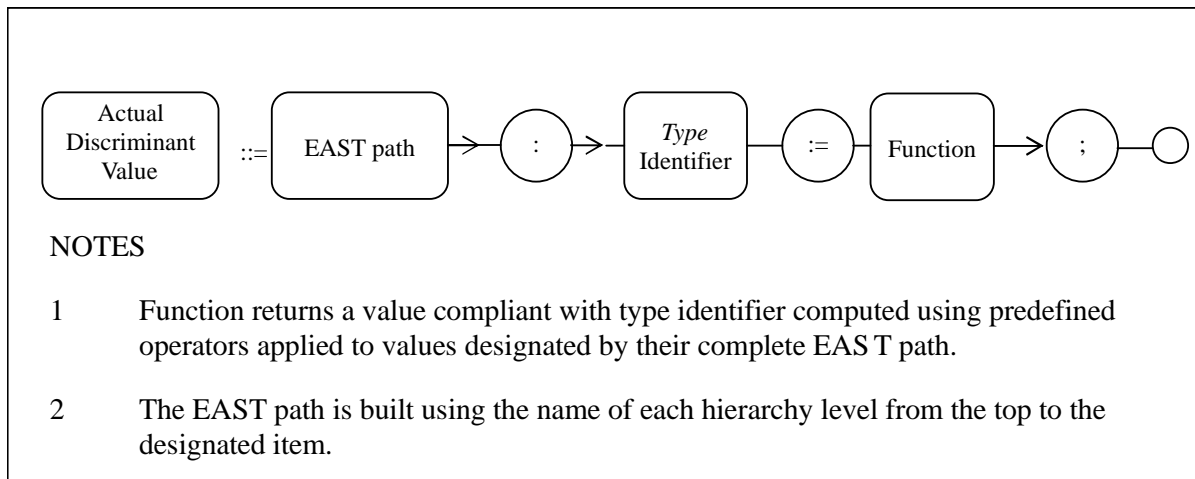 Actual
Discriminant
Value
::=
EAST path
:
Type
Identifier
:=
Function
;
NOTES
1 Function returns a value compliant with type identifier computed using predefined
operators applied to values designated by their complete EAS T path.
2 The EAST path is built using the name of each hierarchy level from the top to the
designated item.